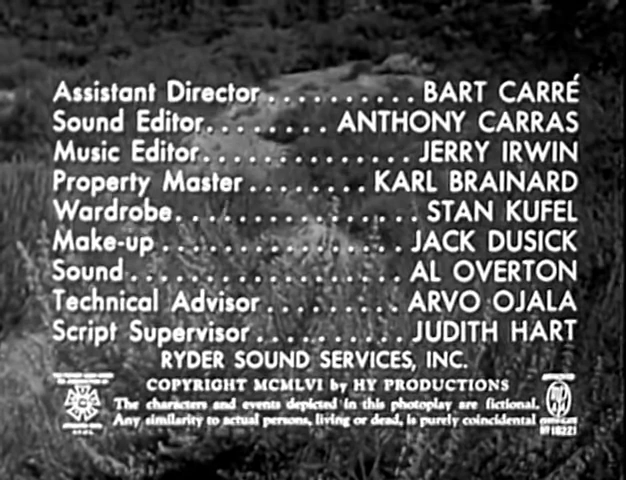 Assistant Director .......... BART CARRÉ
Sound Editor........ ANTHONY CARRAS
Music Editor............... JERRY IRWIN
Property Master ........ KARL BRAINARD
Wardrobe................. STAN KUFEL
Make-up ................. JACK DUSICK
Sound .................... AL OVERTON
Technical Advisor .......... ARVO OJALA
Script Supervisor........... JUDITH HART
RYDER SOUND SERVICES, INC.
COPYRIGHT MCMLVI by HY PRODUCTIONS
The characters and events depicted in this photoplay are fictional.
Any similarity to actual persons, living or dead, is purely coincidental